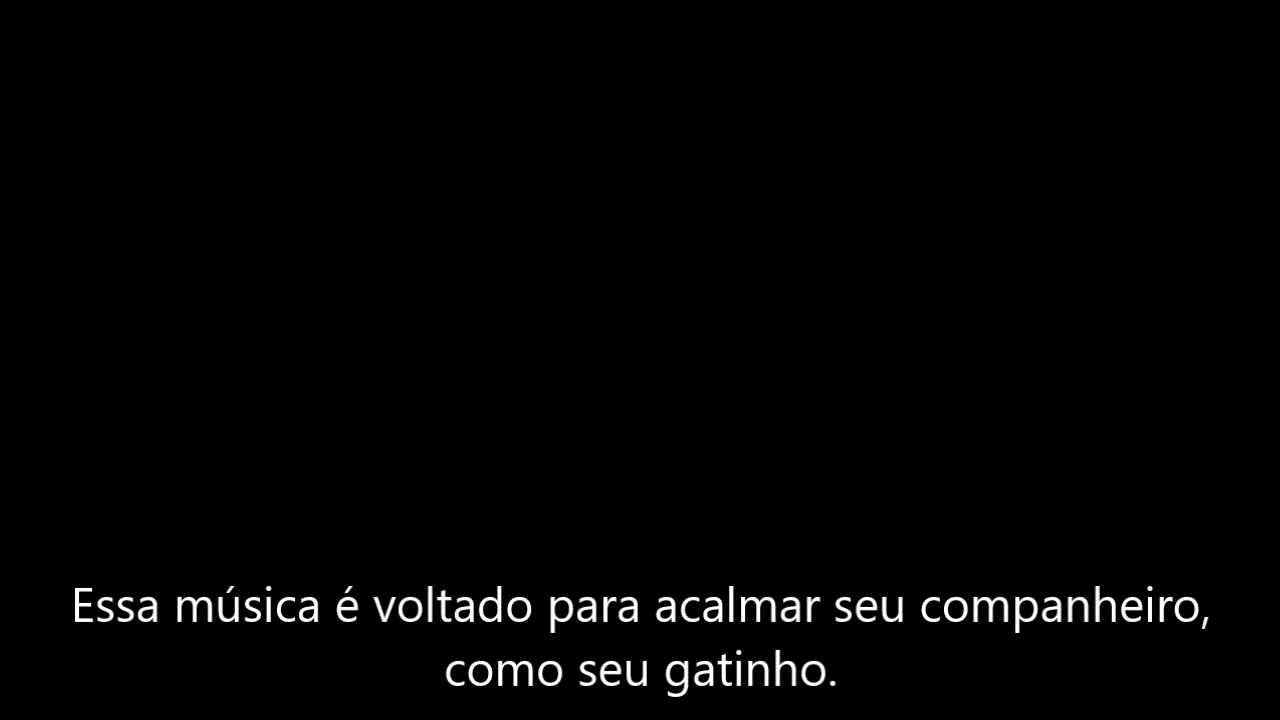 Essa música é voltado para acalmar seu companheiro,
como seu gatinho.